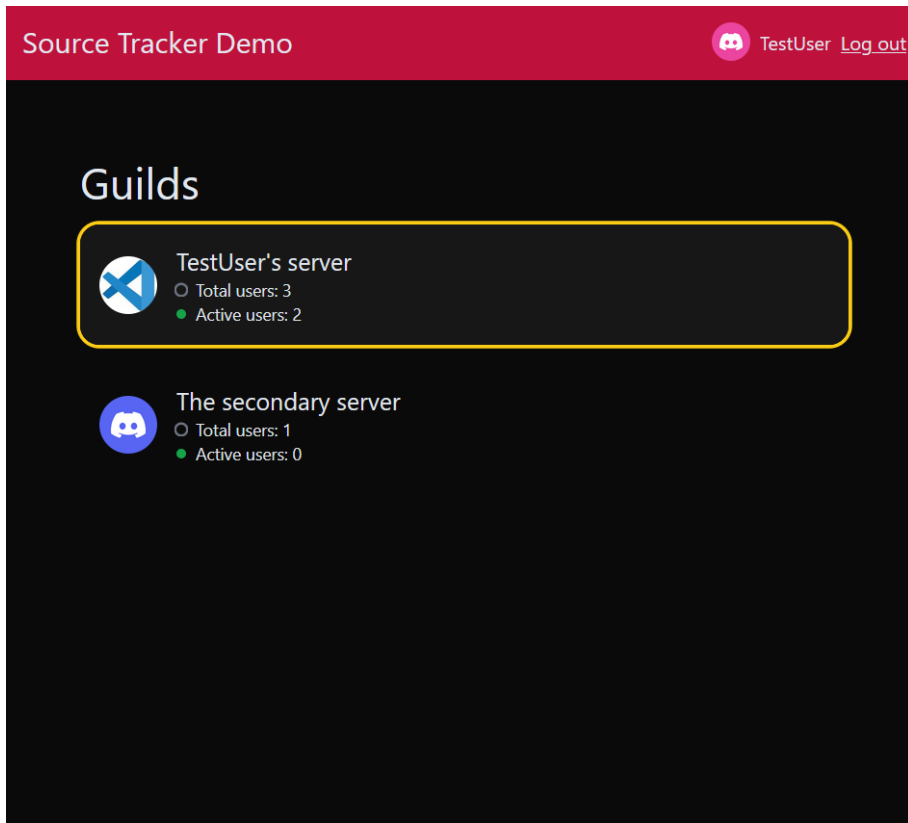 Source Tracker Demo
TestUser Log out
Guilds
TestUser's server
Total users: 3
Active users: 2
The secondary server
Total users: 1
Active users: 0